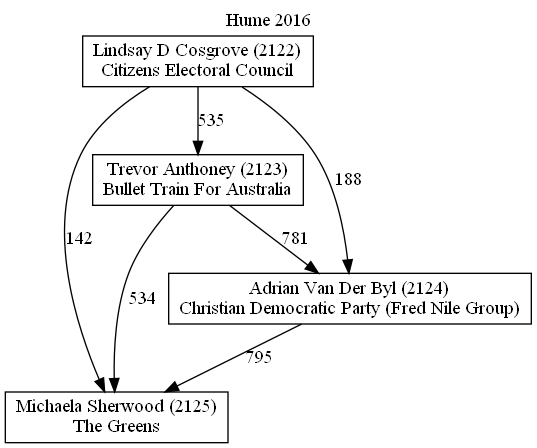 Hume 2016
Lindsay D Cosgrove (2122)
Citizens Electoral Council
535
Trevor Anthoney (2123)
Bullet Train For Australia
188
142
781
Adrian Van Der Byl (2124)
Christian Democratic Party (Fred Nile Group)
534
795
Michaela Sherwood (2125)
The Greens